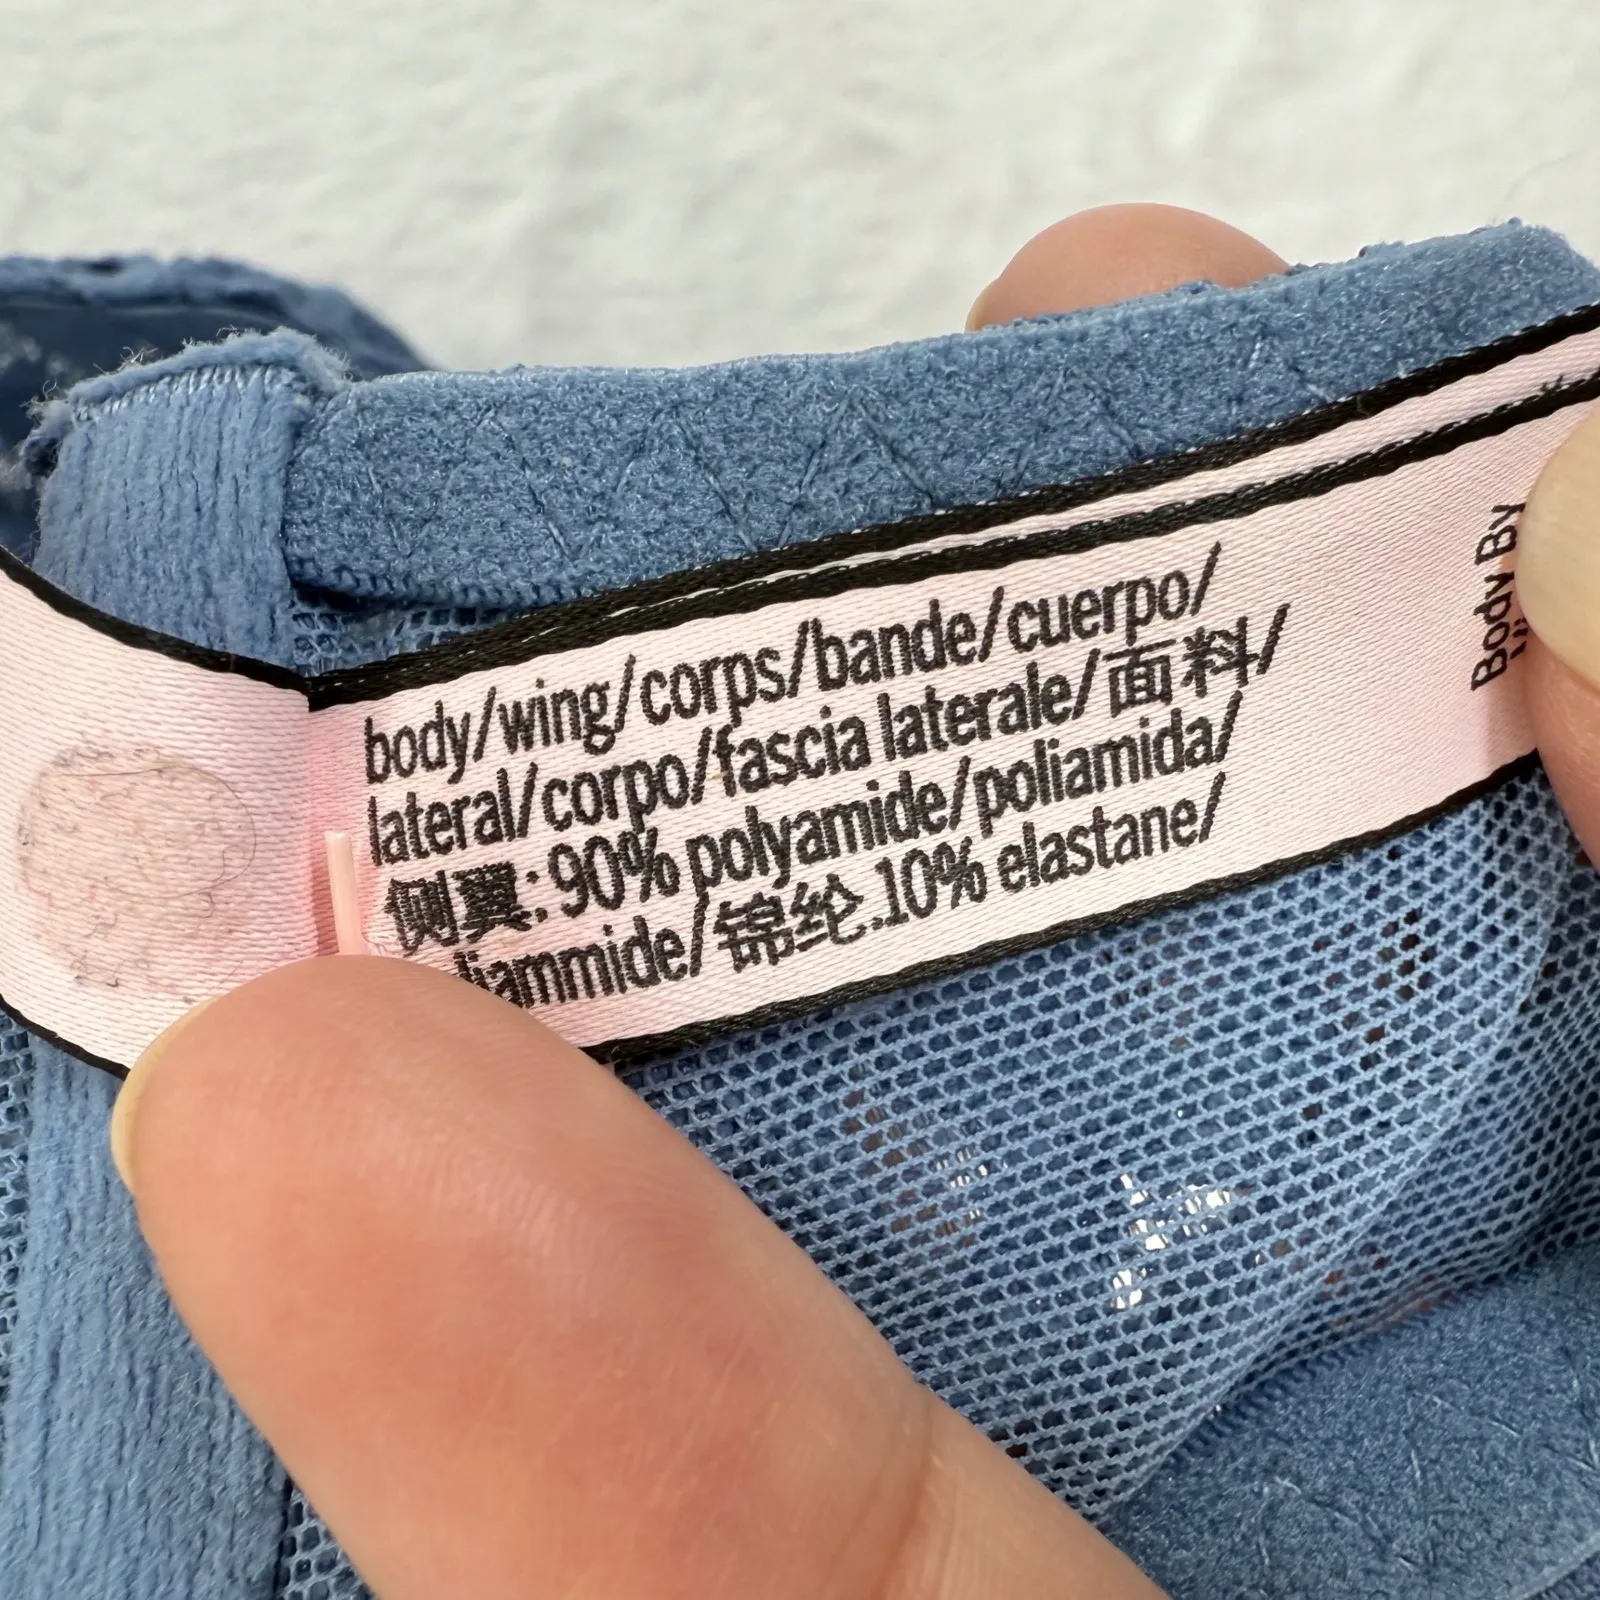 body/wing/corps/bande/cuerpo/
lateral/corpo/fascia laterale/面料/
侧翼: 90% polyamide/poliamida/
liammide/锦纶.10% elastane/
Body By